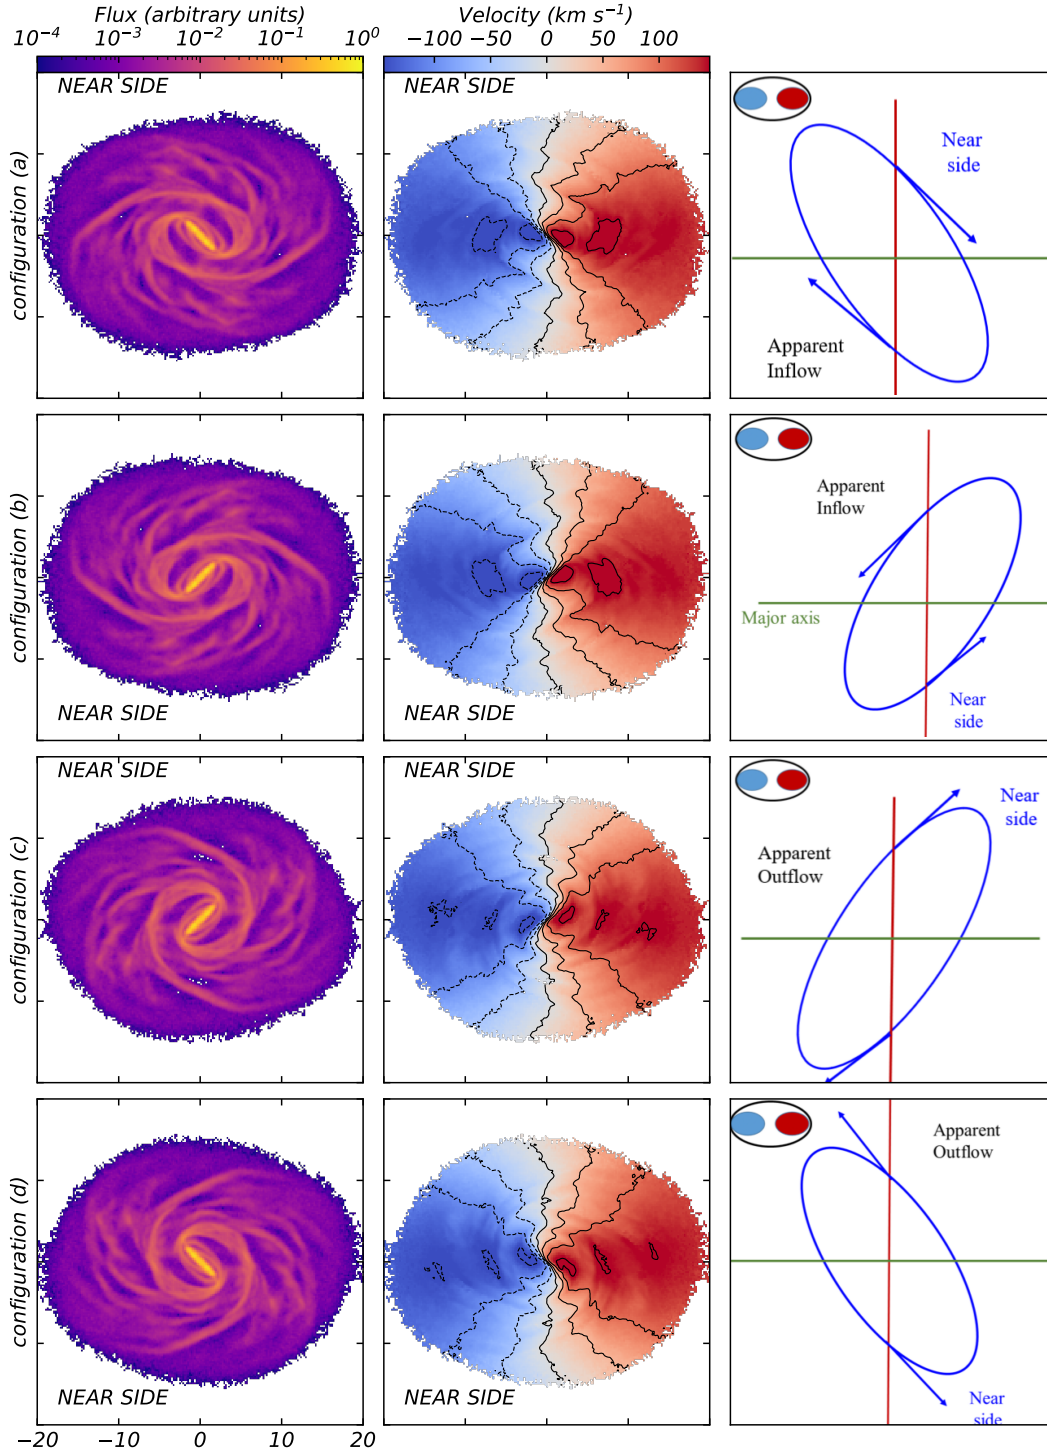 Flux (arbitrary units) Velocity (km s⁻¹)
10⁻⁴ 10⁻³ 10⁻² 10⁻¹ 10⁰ −100 −50 0 50 100
NEAR SIDE NEAR SIDE
configuration (a)
Near
side
Apparent
Inflow
configuration (b)
NEAR SIDE NEAR SIDE
Apparent
Inflow
Major axis
Near
side
NEAR SIDE NEAR SIDE
configuration (c)
Near
side
Apparent
Outflow
configuration (d)
NEAR SIDE NEAR SIDE
Apparent
Outflow
Near
side
−20 −10 0 10 20